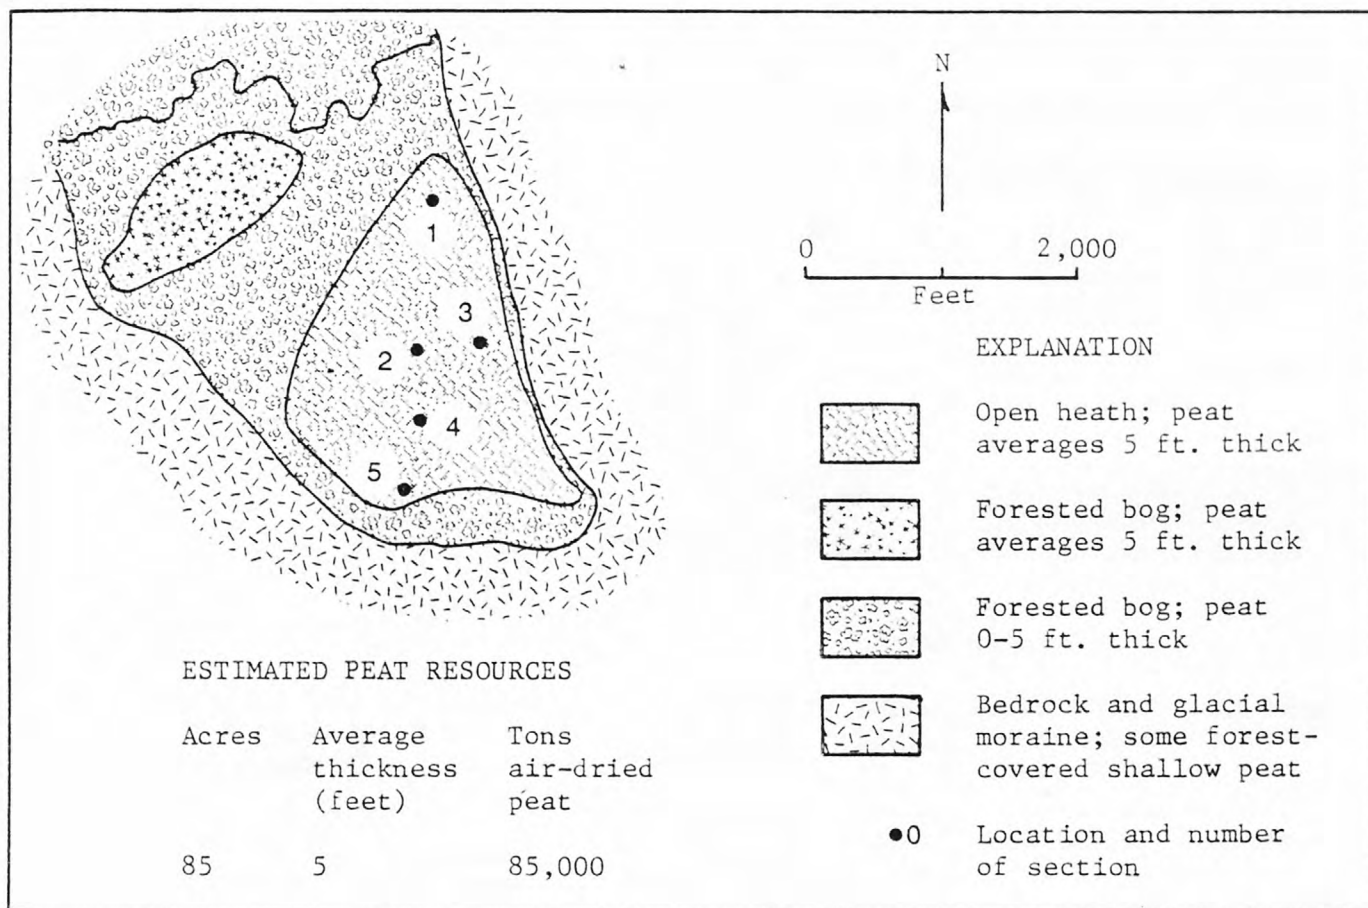 N
0 2,000
Feet
1
3
2
4
5
EXPLANATION
Open heath; peat
averages 5 ft. thick
Forested bog; peat
averages 5 ft. thick
Forested bog; peat
0-5 ft. thick
Bedrock and glacial
moraine; some forest-
covered shallow peat
0 Location and number
of section
ESTIMATED PEAT RESOURCES
Acres Average Tons
thickness air-dried
(feet) peat
85 5 85,000